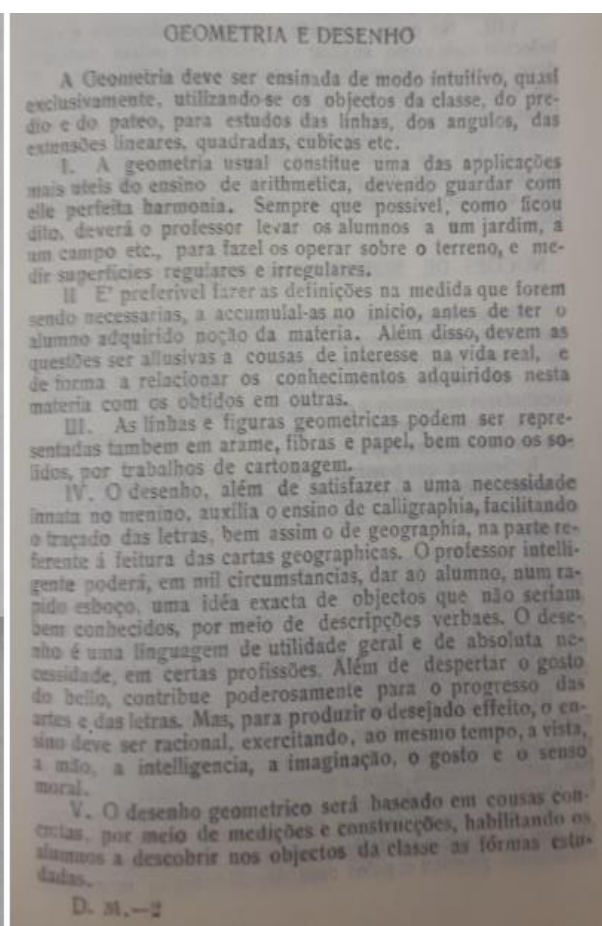 GEOMETRIA E DESENHO
A Geometria deve ser ensinada de modo intuitivo, quasi
exclusivamente, utilizando-se os objectos da classe, do pre-
dio e do pateo, para estudos das linhas, dos angulos, das
extensões lineares, quadradas, cubicas etc.
I. A geometria usual constitue uma das applicações
mais uteis do ensino de arithmetica, devendo guardar com
elle perfeita harmonia. Sempre que possivel, como ficou
dito, deverá o professor levar os alumnos a um jardim, a
um campo etc., para fazel os operar sobre o terreno, e me-
dir superficies regulares e irregulares.
II E' preferivel fazer as definições na medida que forem
sendo necessarias, a accumulal-as no inicio, antes de ter o
alumno adquirido noção da materia. Além disso, devem as
questões ser allusivas a cousas de interesse na vida real, e
de forma a relacionar os conhecimentos adquiridos nesta
materia com os obtidos em outras.
III. As linhas e figuras geometricas podem ser repre-
sentadas tambem em arame, fibras e papel, bem como os so-
lidos, por trabalhos de cartonagem.
IV. O desenho, além de satisfazer a uma necessidade
innata no menino, auxilia o ensino de calligraphia, facilitando
o traçado das letras, bem assim o de geographia, na parte re-
ferente á feitura das cartas geographicas. O professor intelli-
gente poderá, em mil circumstancias, dar ao alumno, num ra-
pido esboço, uma idéa exacta de objectos que não seriam
bem conhecidos, por meio de descripções verbaes. O dese-
nho é uma linguagem de utilidade geral e de absoluta ne-
cessidade, em certas profissões. Além de despertar o gosto
do bello, contribue poderosamente para o progresso das
artes e das letras. Mas, para produzir o desejado effeito, o en-
sino deve ser racional, exercitando, ao mesmo tempo, a vista,
a mão, a intelligencia, a imaginação, o gosto e o senso
moral.
V. O desenho geometrico será baseado em cousas con-
cretas, por meio de medições e construcções, habilitando os
alumnos a descobrir nos objectos da classe as fórmas estu-
dadas.
D. M.—2